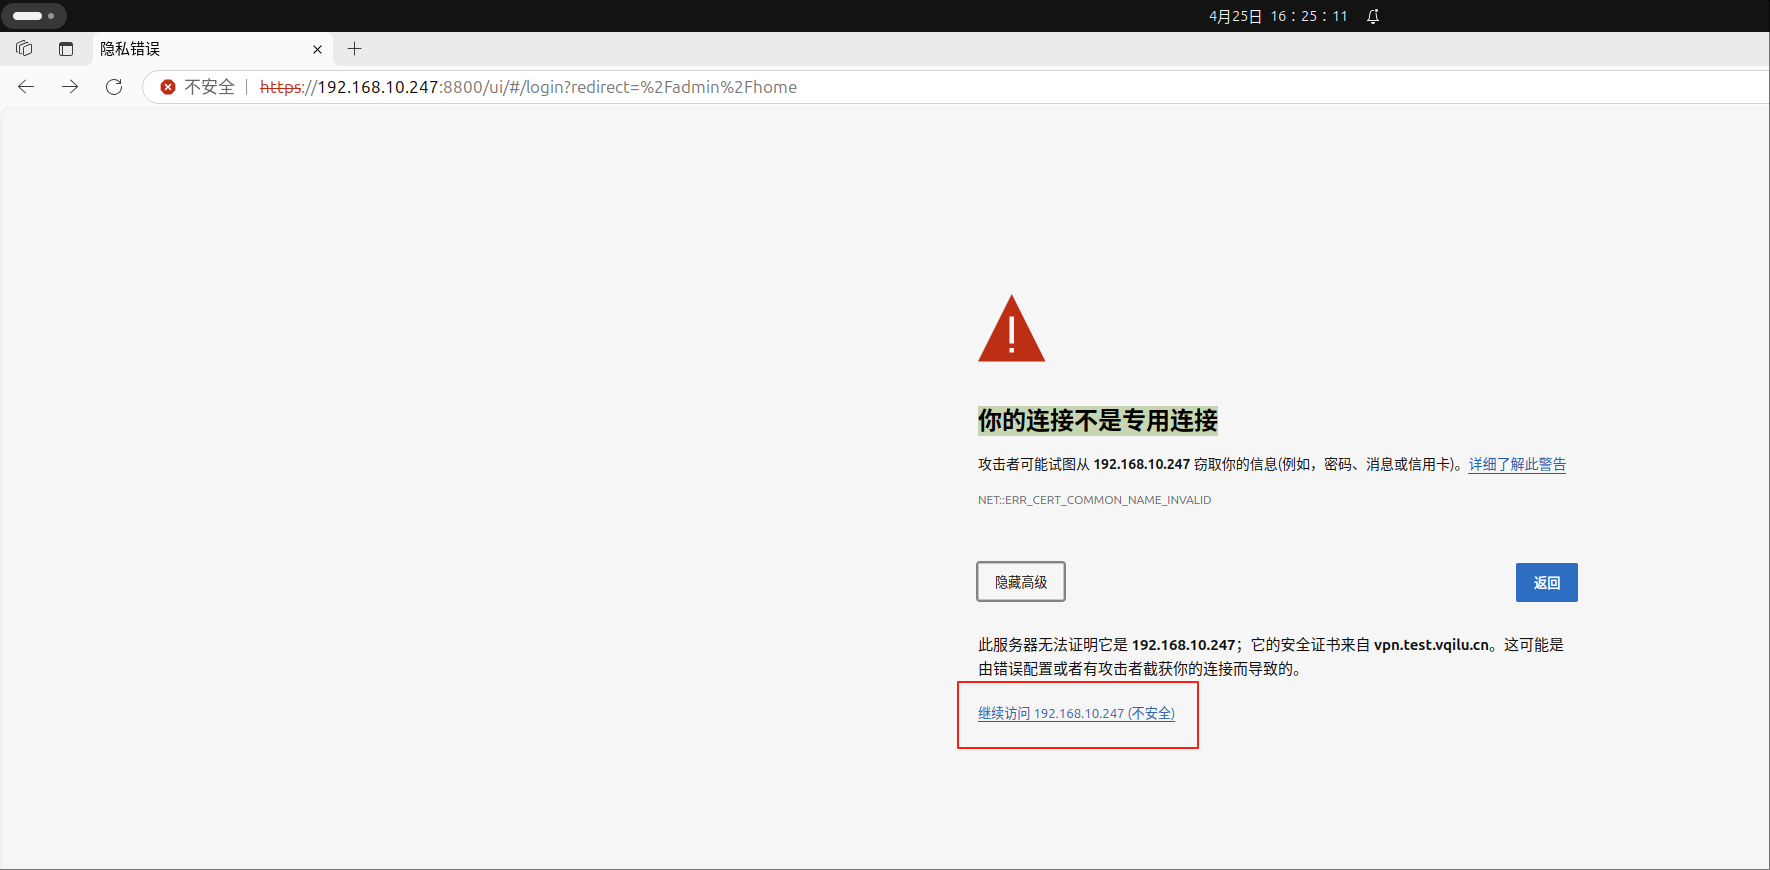 4月25日 16：25：11
隐私错误
不安全 https://192.168.10.247:8800/ui/#/login?redirect=%2Fadmin%2Fhome
你的连接不是专用连接
攻击者可能试图从 192.168.10.247 窃取你的信息(例如，密码、消息或信用卡)。详细了解此警告
NET::ERR_CERT_COMMON_NAME_INVALID
隐藏高级
返回
此服务器无法证明它是 192.168.10.247；它的安全证书来自 vpn.test.vqilu.cn。这可能是
由错误配置或者有攻击者截获你的连接而导致的。
继续访问 192.168.10.247 (不安全)